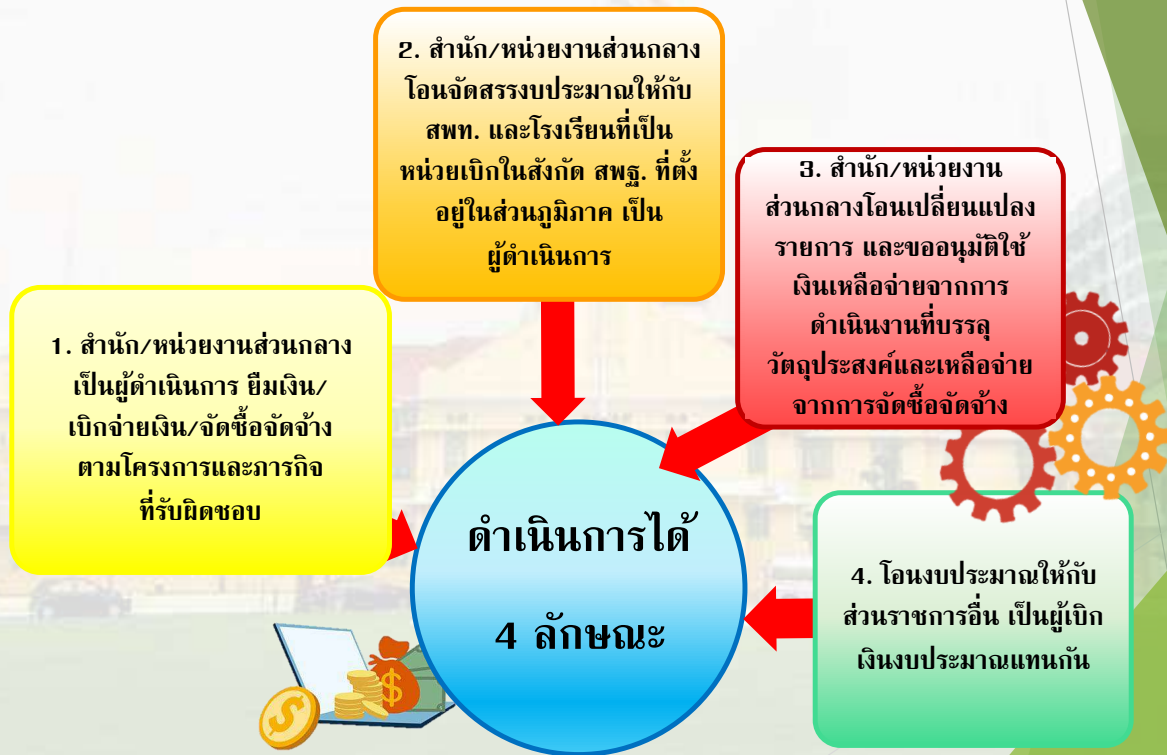 1. สำนัก/หน่วยงานส่วนกลาง
เป็นผู้ดำเนินการ ยืมเงิน/
เบิกจ่ายเงิน/จัดซื้อจัดจ้าง
ตามโครงการและภารกิจ
ที่รับผิดชอบ
2. สำนัก/หน่วยงานส่วนกลาง
โอนจัดสรรงบประมาณให้กับ
สพท. และโรงเรียนที่เป็น
หน่วยเบิกในสังกัด สพฐ. ที่ตั้ง
อยู่ในส่วนภูมิภาค เป็น
ผู้ดำเนินการ
3. สำนัก/หน่วยงาน
ส่วนกลางโอนเปลี่ยนแปลง
รายการ และขออนุมัติใช้
เงินเหลือจ่ายจากการ
ดำเนินงานที่บรรลุ
วัตถุประสงค์และเหลือจ่าย
จากการจัดซื้อจัดจ้าง
4. โอนงบประมาณให้กับ
ส่วนราชการอื่น เป็นผู้เบิก
เงินงบประมาณแทนกัน
ดำเนินการได้
4 ลักษณะ